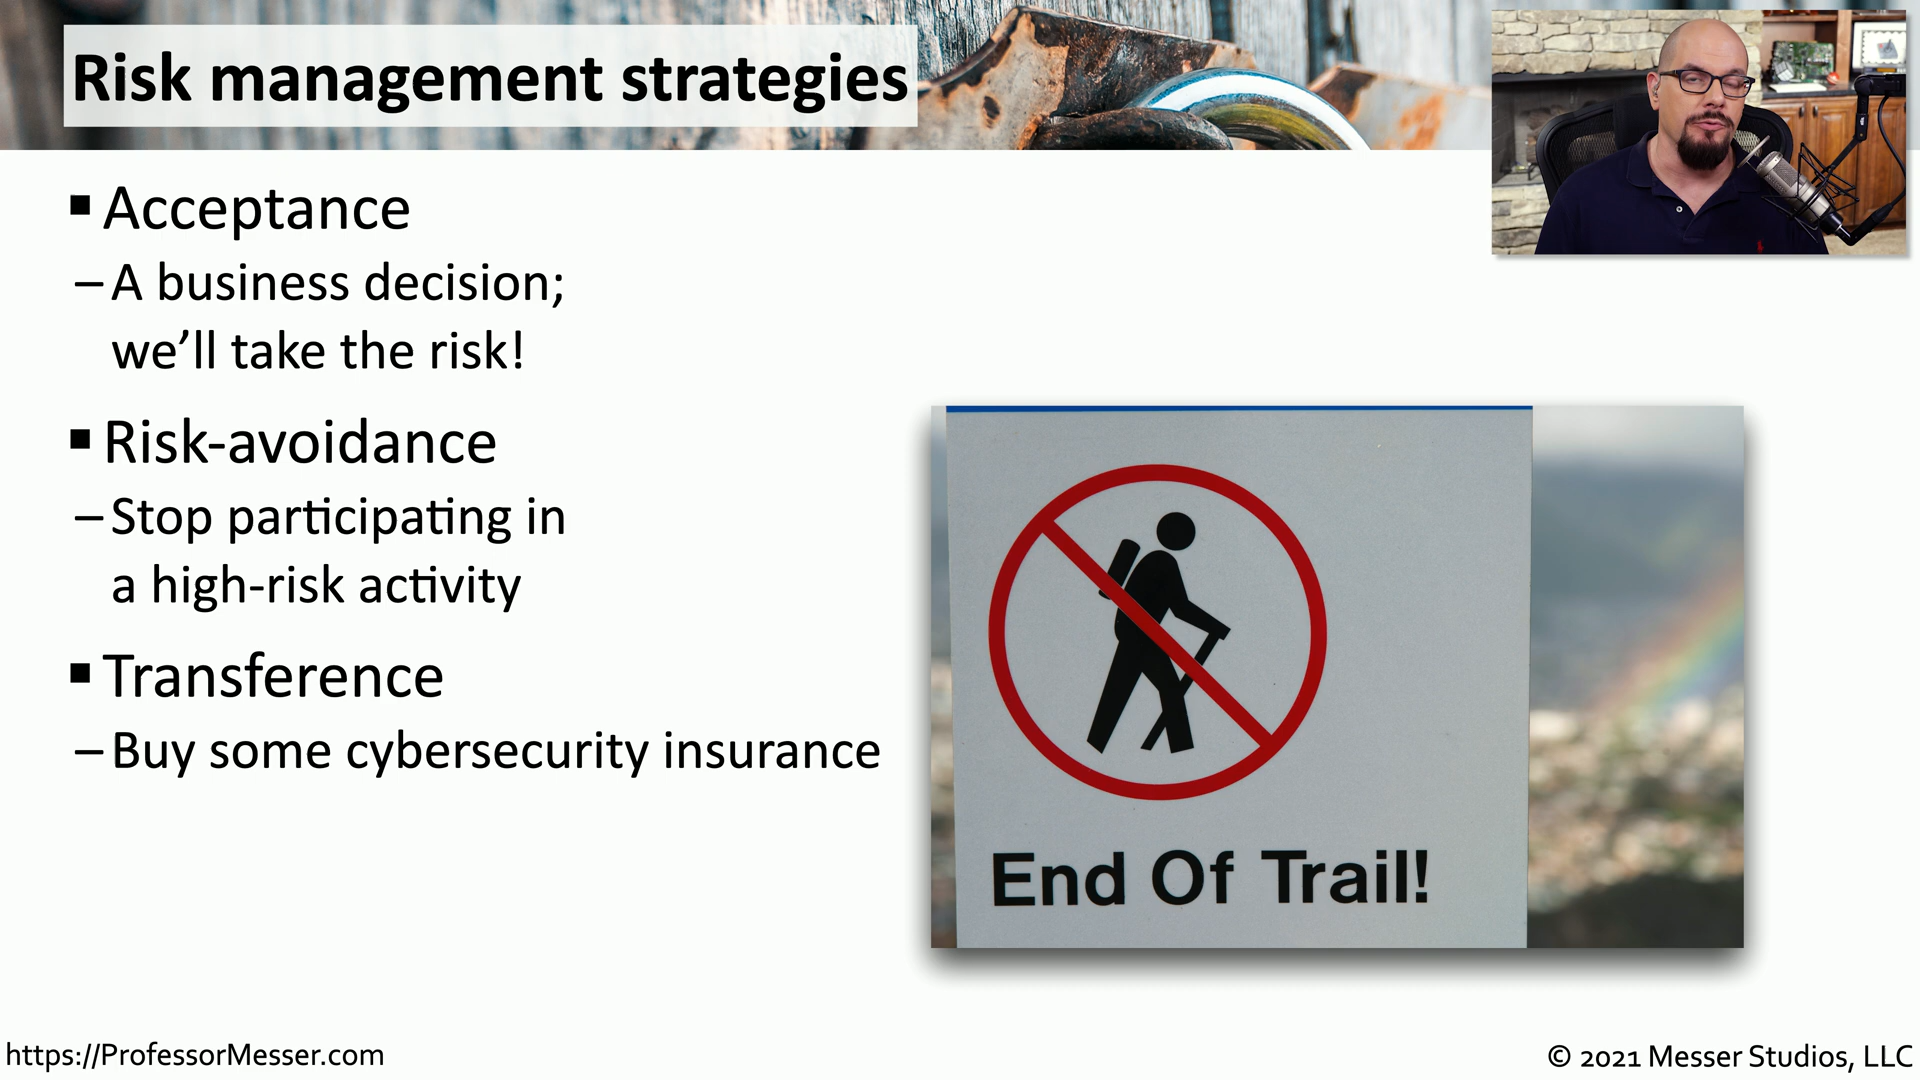 Risk management strategies
▪ Acceptance
– A business decision;
we’ll take the risk!
▪ Risk-avoidance
– Stop participating in
a high-risk activity
▪ Transference
– Buy some cybersecurity insurance
End Of Trail!
https://ProfessorMesser.com
© 2021 Messer Studios, LLC